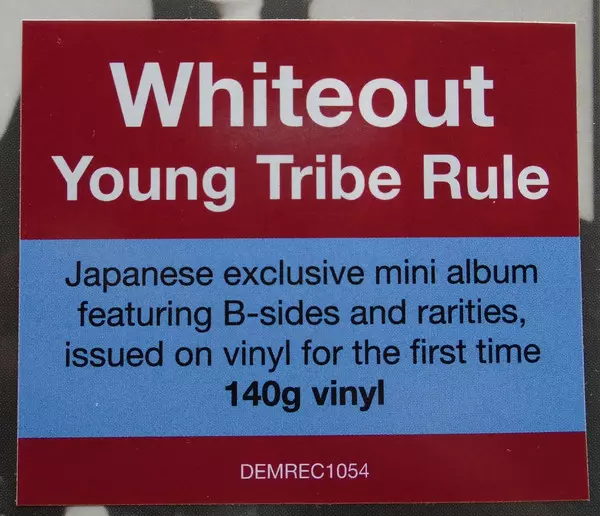 Whiteout
Young Tribe Rule
Japanese exclusive mini album
featuring B-sides and rarities,
issued on vinyl for the first time
140g vinyl
DEMREC1054